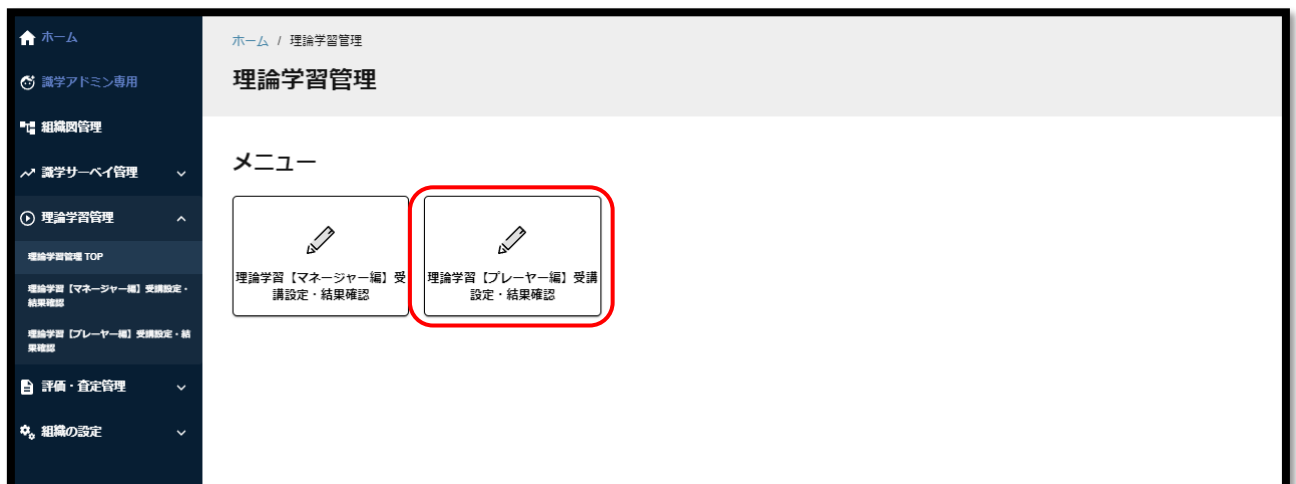 ホーム
識学アドミン専用
組織図管理
識学サーベイ管理
理論学習管理
理論学習管理 TOP
理論学習【マネージャー編】受講設定・
結果確認
理論学習【プレーヤー編】受講設定・結
果確認
評価・査定管理
組織の設定
ホーム / 理論学習管理
理論学習管理
メニュー
理論学習【マネージャー編】受
講設定・結果確認
理論学習【プレーヤー編】受講
設定・結果確認